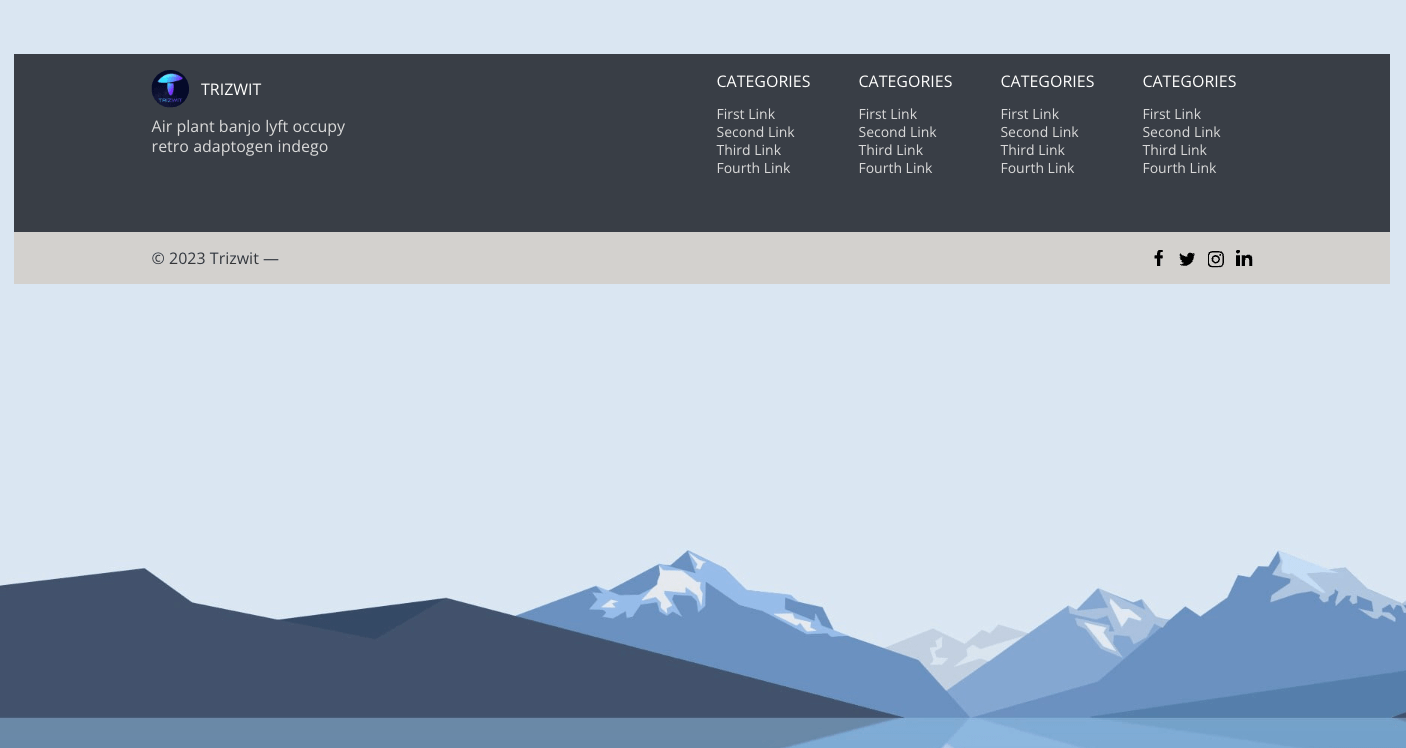 TRIZWIT
TRIZWIT
Air plant banjo lyft occupy
retro adaptogen indego
CATEGORIES
First Link
Second Link
Third Link
Fourth Link
CATEGORIES
First Link
Second Link
Third Link
Fourth Link
CATEGORIES
First Link
Second Link
Third Link
Fourth Link
CATEGORIES
First Link
Second Link
Third Link
Fourth Link
© 2023 Trizwit —